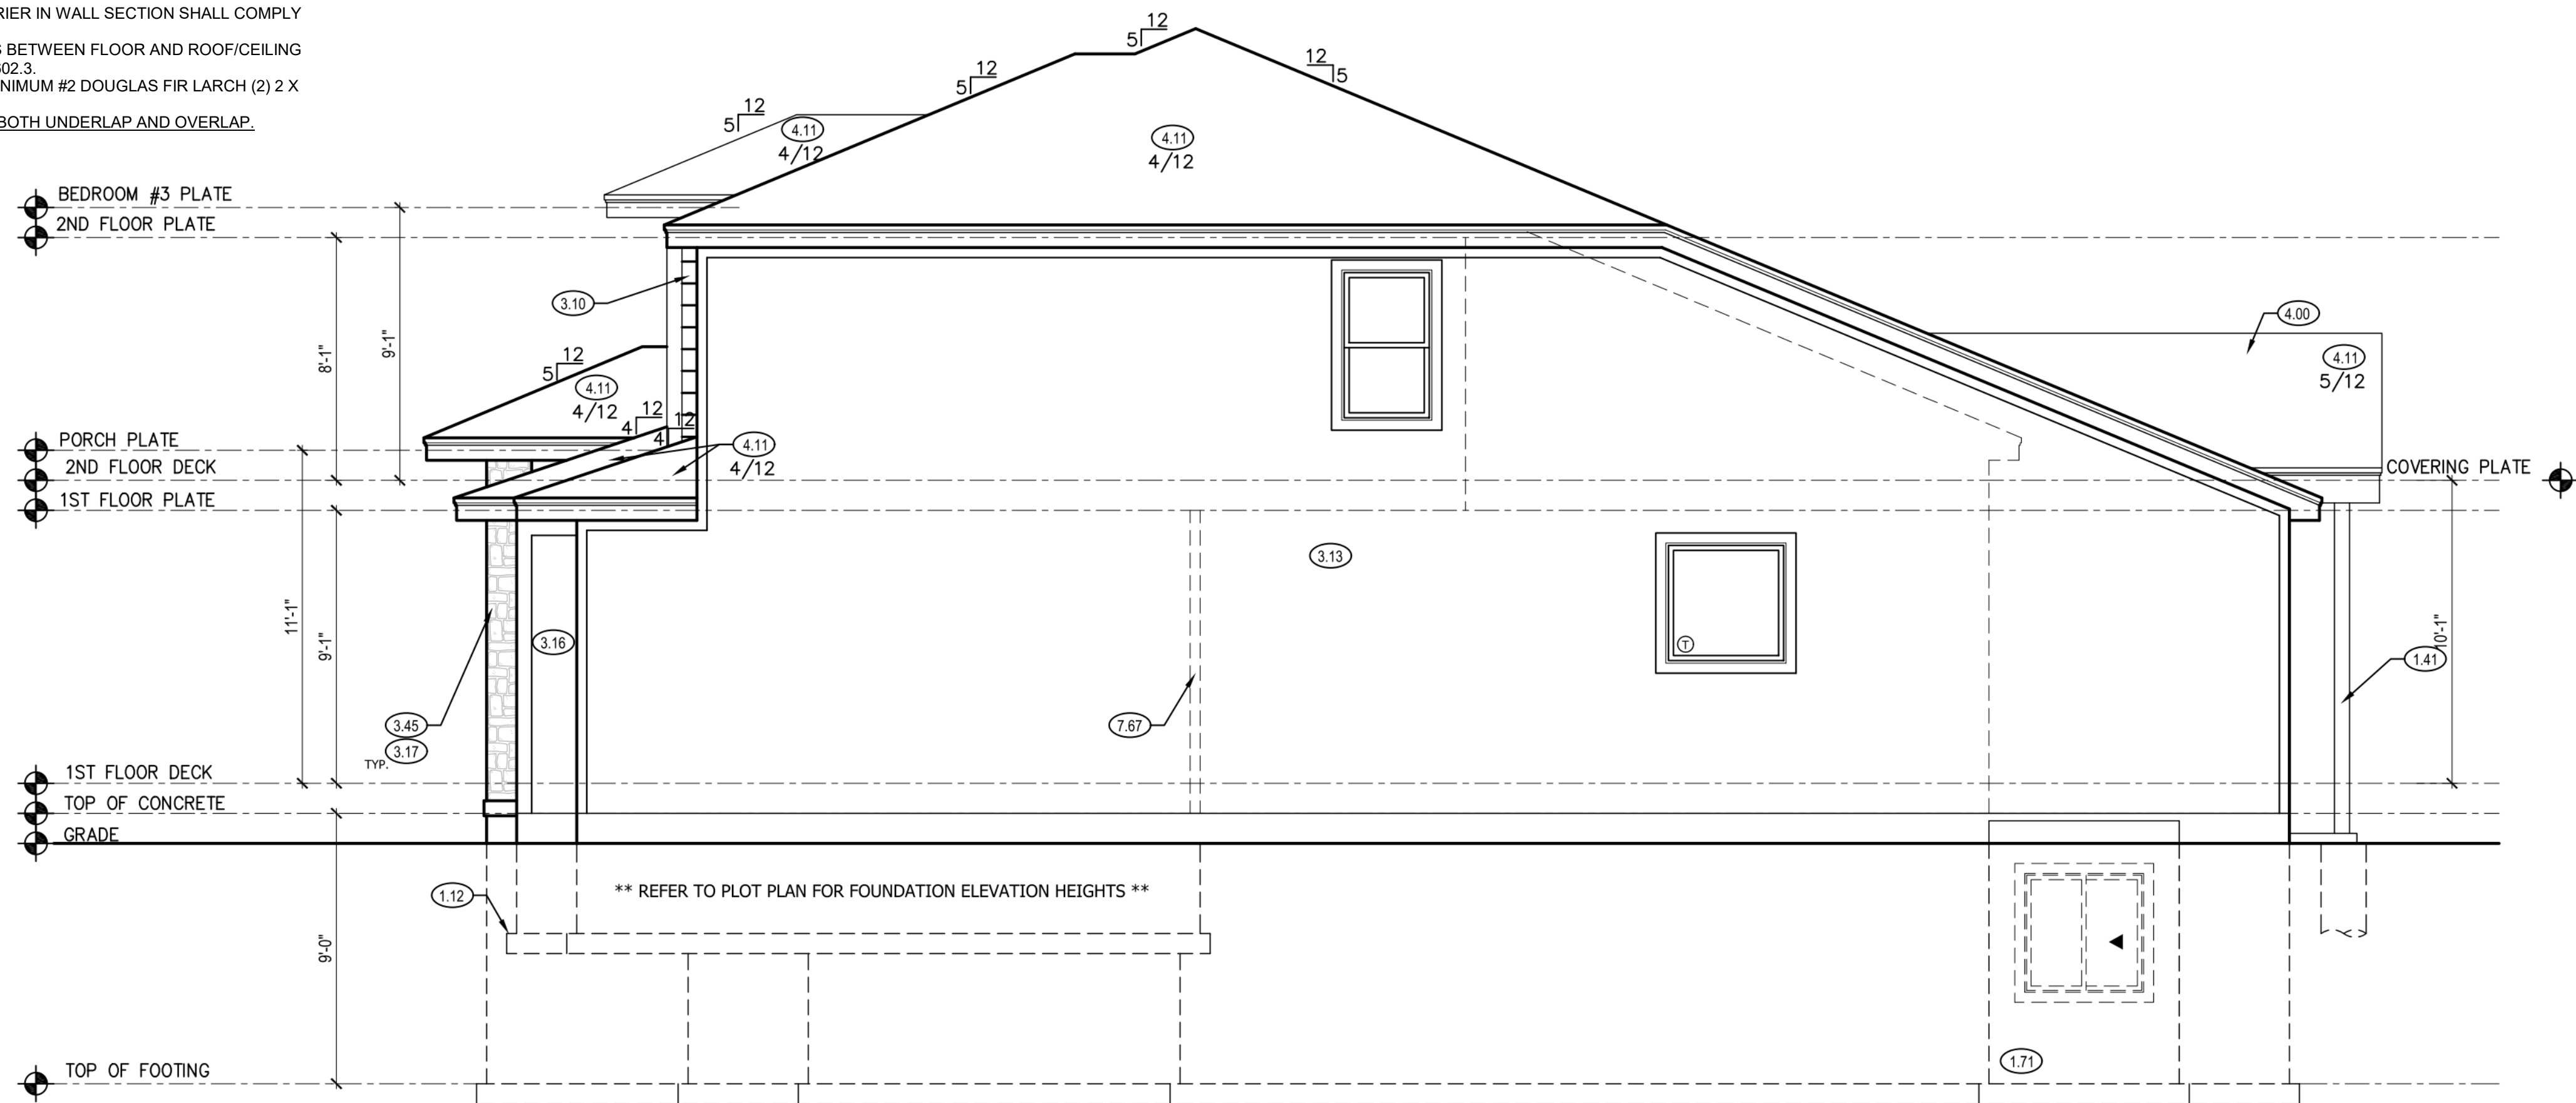 RIER IN WALL SECTION SHALL COMPLY
S BETWEEN FLOOR AND ROOF/CEILING
602.3.
NIMUM #2 DOUGLAS FIR LARCH (2) 2 X
BOTH UNDERLAP AND OVERLAP.
12
5
12
5
12
5
12
5
4.11
4/12
4.11
4/12
BEDROOM #3 PLATE
2ND FLOOR PLATE
3.10
4.00
9'-1"
8'-1"
12
5
4.11
4/12
4.11
5/12
12
4
12
4
4.11
4/12
PORCH PLATE
2ND FLOOR DECK
1ST FLOOR PLATE
COVERING PLATE
3.13
11'-1"
9'-1"
3.16
T
10'-1"
1.41
3.45
3.17
TYP.
7.67
1ST FLOOR DECK
TOP OF CONCRETE
GRADE
1.12
** REFER TO PLOT PLAN FOR FOUNDATION ELEVATION HEIGHTS **
9'-0"
1.71
TOP OF FOOTING